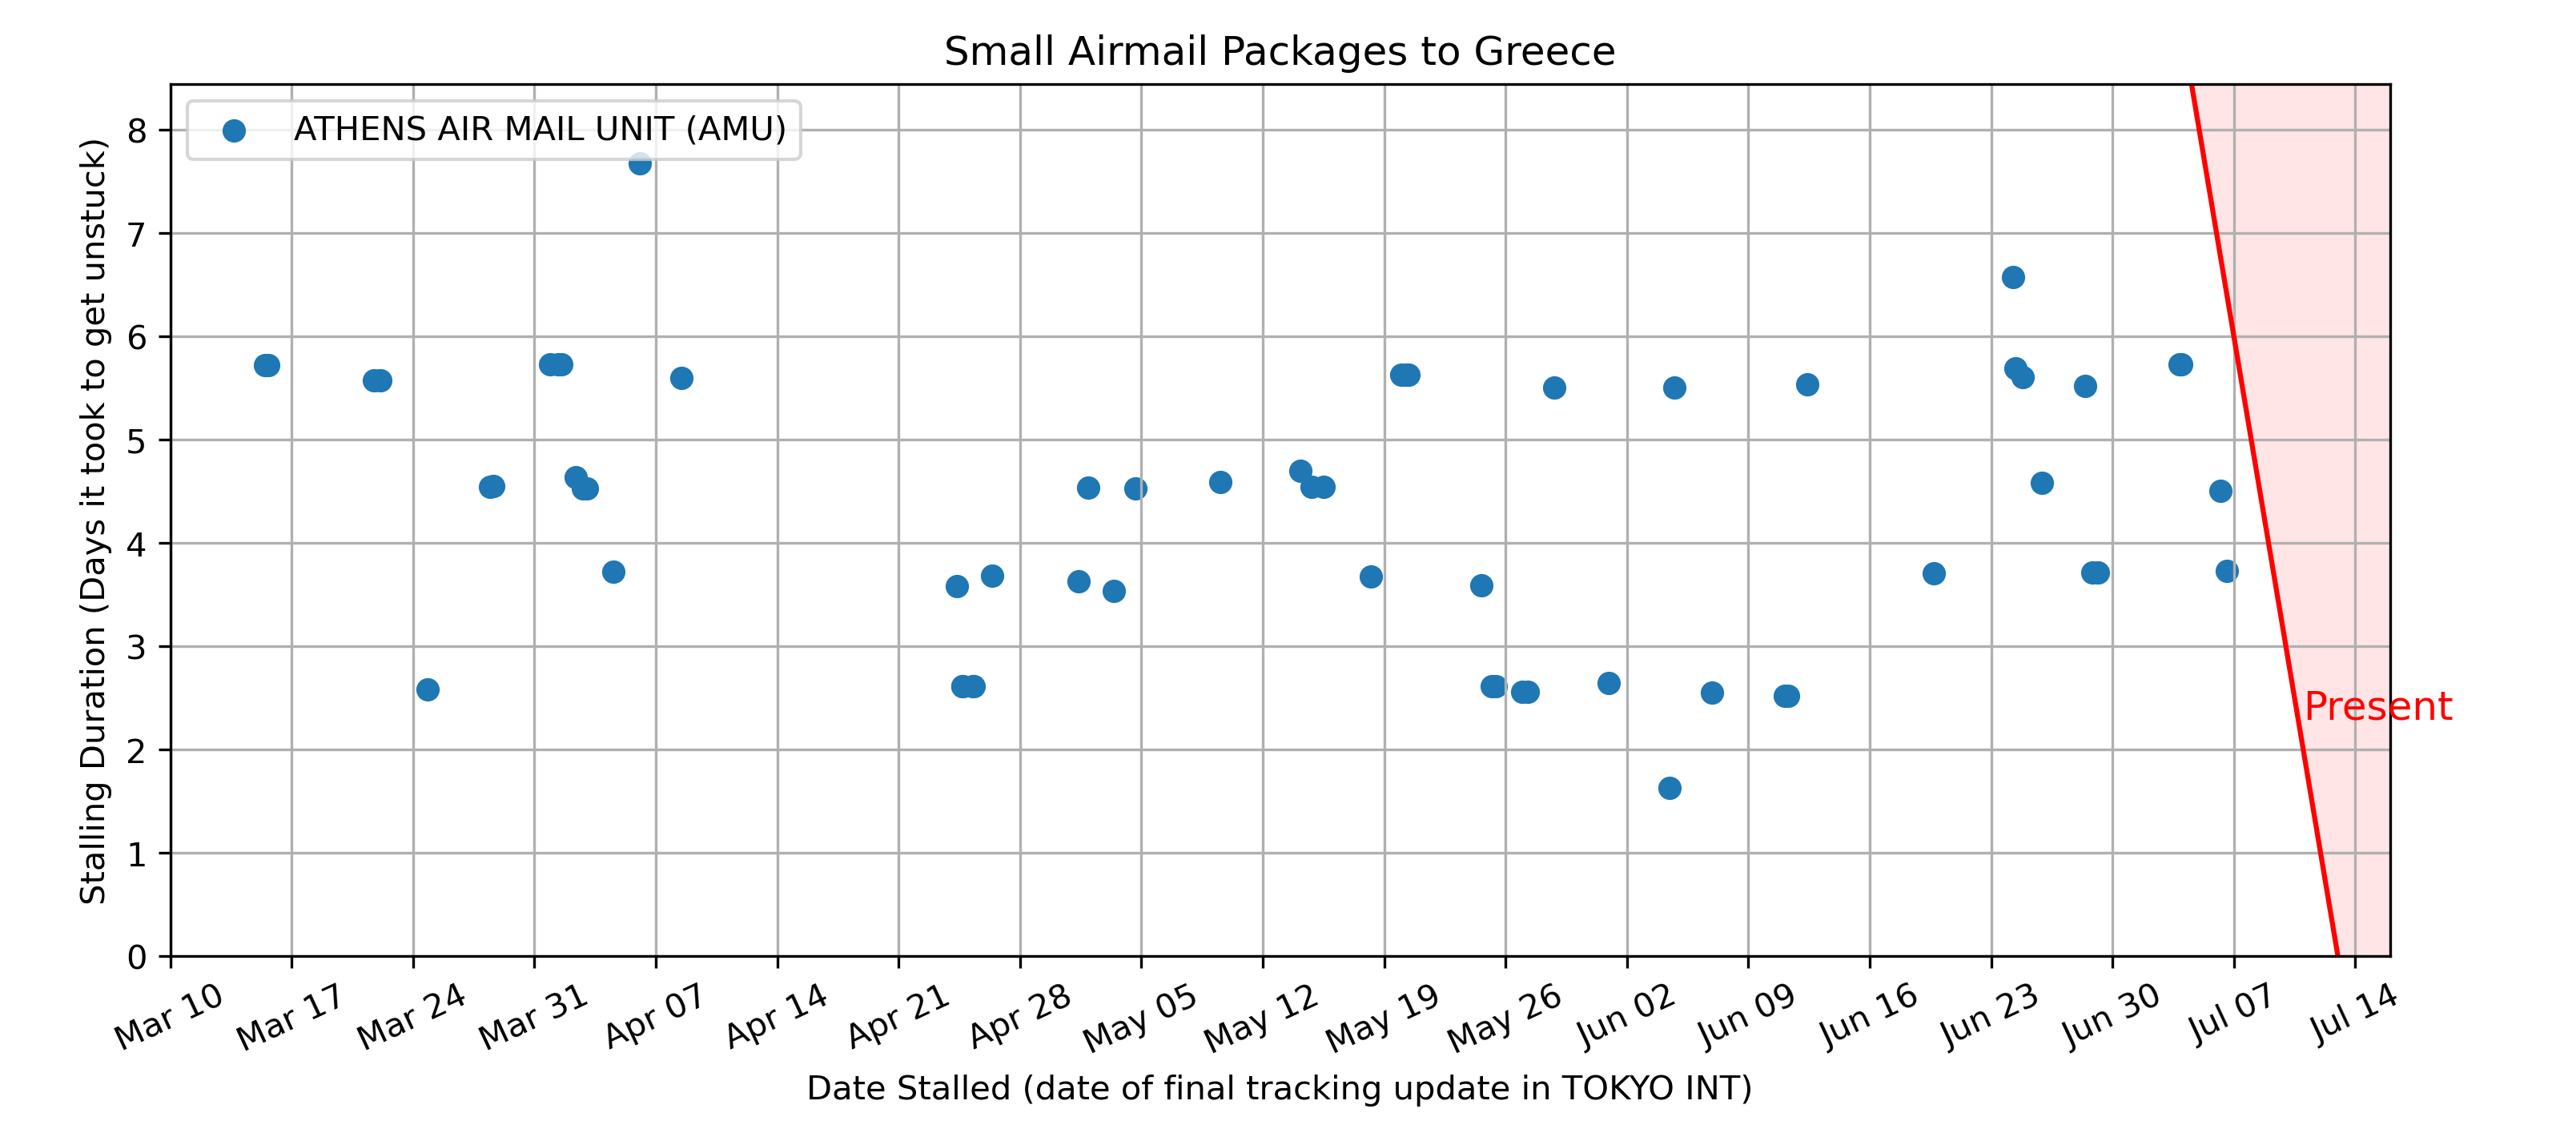 Small Airmail Packages to Greece
ATHENS AIR MAIL UNIT (AMU)
Stalling Duration (Days it took to get unstuck)
8
7
6
5
4
3
2
1
0
Present
Mar 10 Mar 17 Mar 24 Mar 31 Apr 07 Apr 14 Apr 21 Apr 28 May 05 May 12 May 19 May 26 Jun 02 Jun 09 Jun 16 Jun 23 Jun 30 Jul 07 Jul 14
Date Stalled (date of final tracking update in TOKYO INT)